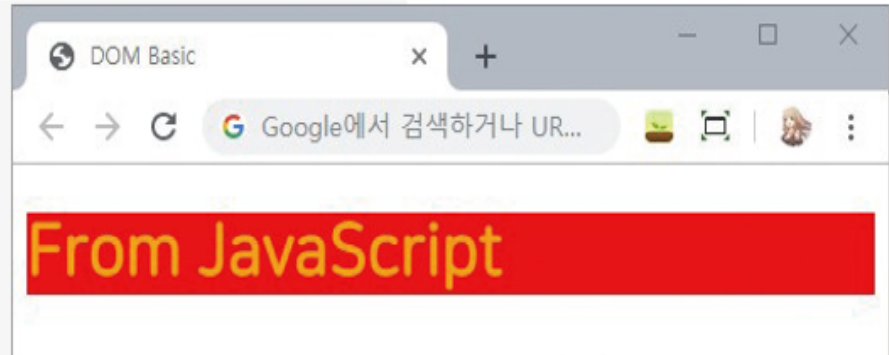 DOM Basic
Google에서 검색하거나 UR...
From JavaScript